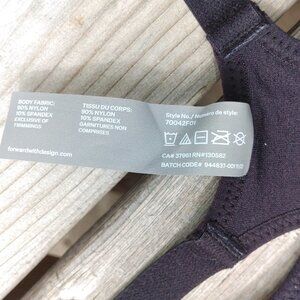 BODY FABRIC:
90% NYLON
10% SPANDEX
EXCLUSIVE OF
TRIMMINGS
TISSU DU CORPS:
90% NYLON
10% SPANDEX
GARNITURES NON
COMPRISES
forwardwithdesign.com
Style No./ Numéro de style:
70042F01
CA# 37961 RN#130582
BATCH CODE#